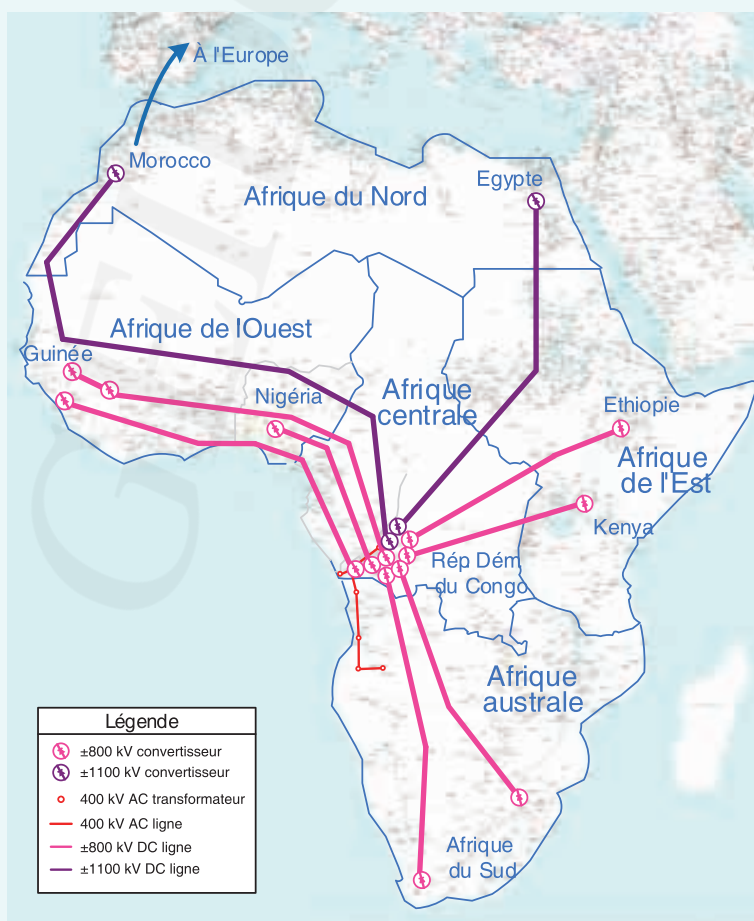 À l'Europe
Morocco
Egypte
Afrique du Nord
Afrique de l'Ouest
Guinée
Nigéria
Afrique
centrale
Ethiopie
Afrique
de l'Est
Kenya
Rép Dém
du Congo
Afrique
australe
Légende
±800 kV convertisseur
±1100 kV convertisseur
400 kV AC transformateur
400 kV AC ligne
±800 kV DC ligne
±1100 kV DC ligne
Afrique
du Sud